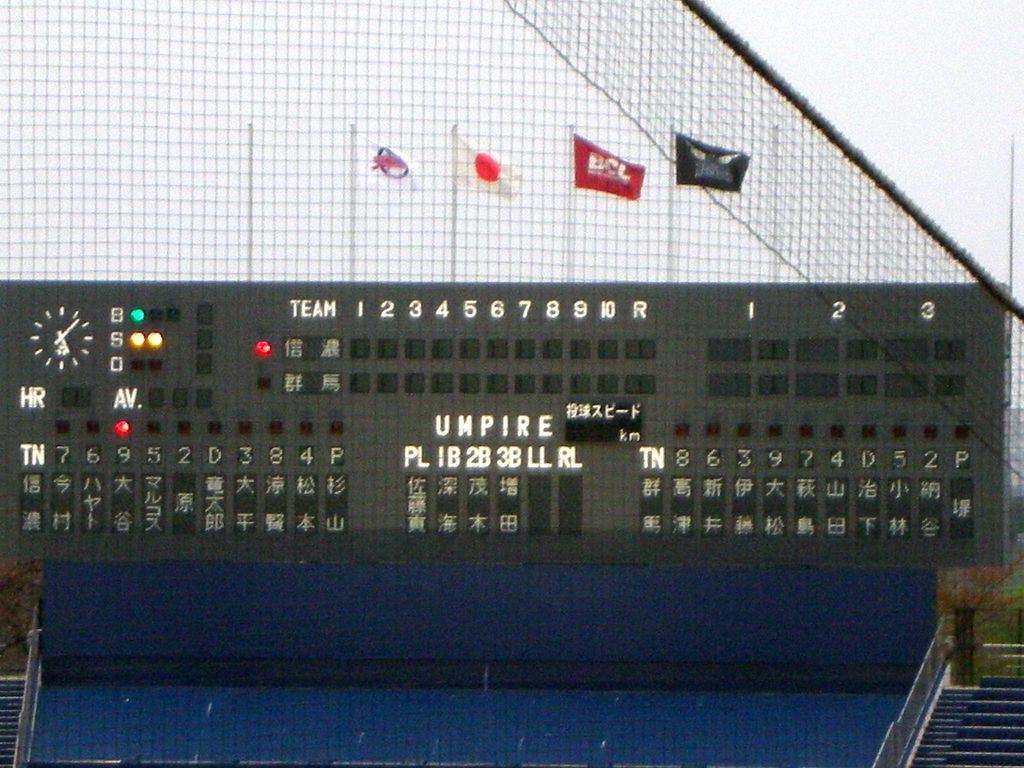 BCL
TEAM 1 2 3 4 5 6 7 8 9 10 R 1 2 3
B
S
O
信濃
群馬
HR AV.
UMPIRE 投球スピード
km
TN 7 6 9 5 2 D 3 8 4 P
PL 1B 2B 3B LL RL
TN 8 6 3 9 7 4 D 5 2 P
信濃 今村 ハヤト 大谷 マルコス 原 竜太郎 大平 涼賢 松本 杉山
佐藤 深海 茂木 増田
群馬 高津 新井 伊藤 大松 萩島 山田 治下 小林 納谷 堤